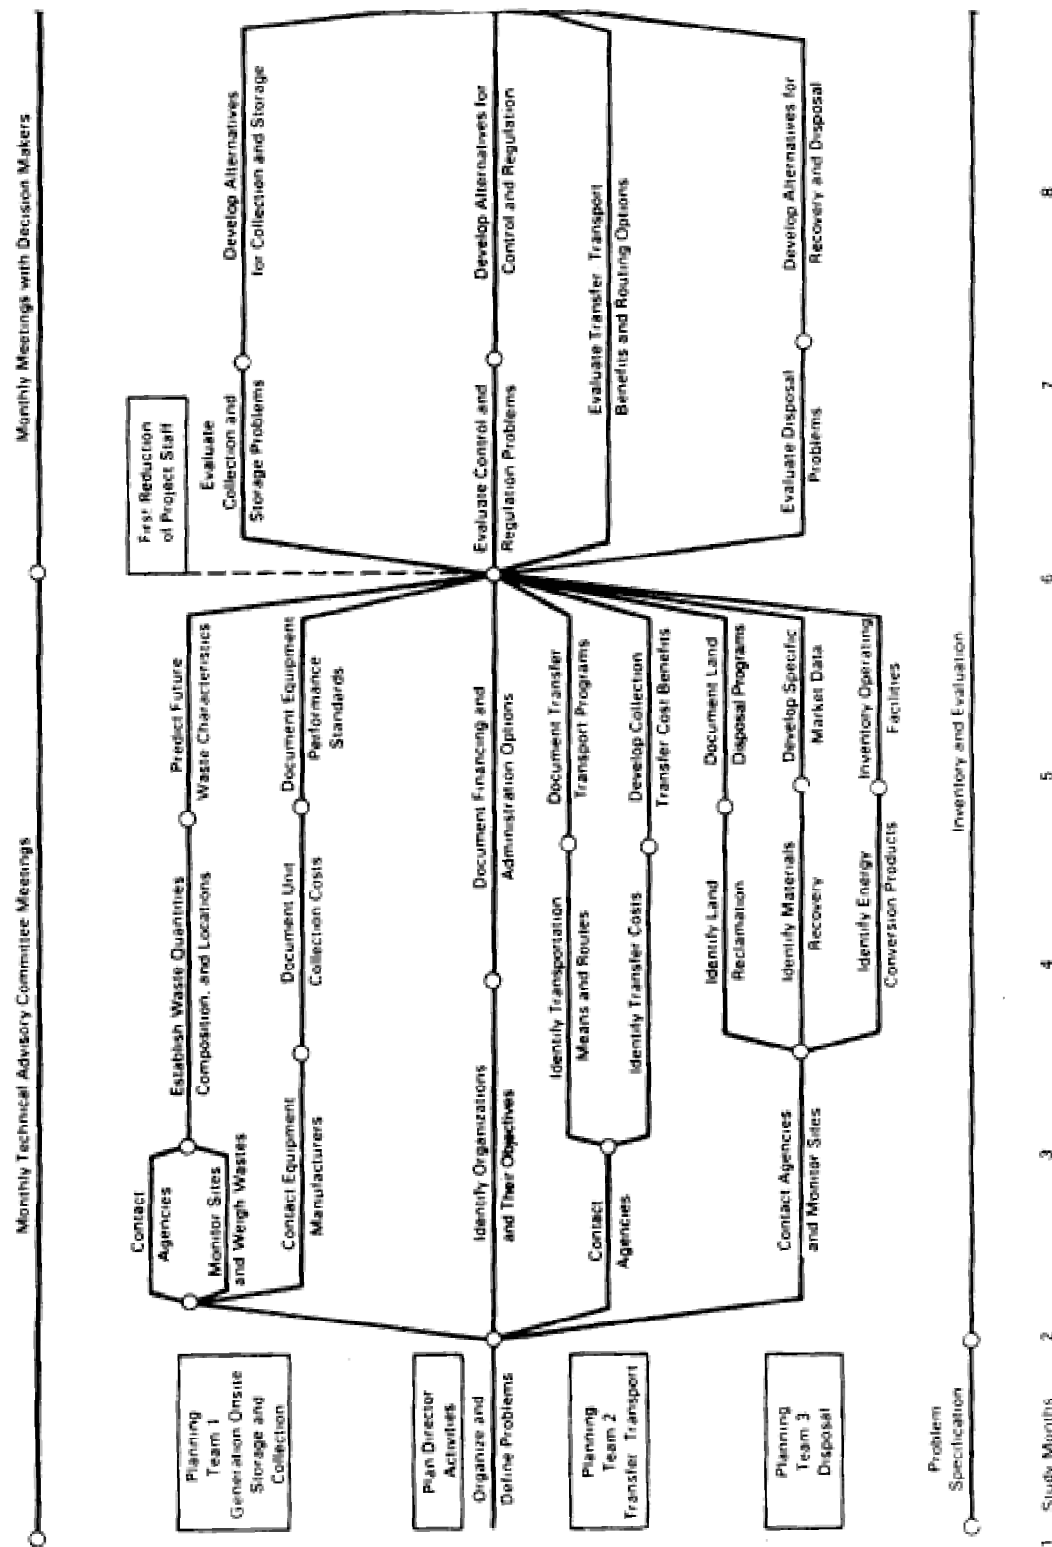 Monthly Technical Advisory Committee Meetings
Monthly Meetings with Decision Makers
First Reduction
of Project Staff
Planning
Team 1
Generation Onsite
Storage and
Collection
Contact
Agencies
Monitor Sites
and Weigh Wastes
Establish Waste Quantities
Composition, and Locations
Predict Future
Waste Characteristics
Evaluate
Collection and
Storage Problems
Develop Alternatives
for Collection and Storage
Contact Equipment
Manufacturers
Document Unit
Collection Costs
Document Equipment
Performance
Standards
Plan Director
Activities
Organize and
Define Problems
Identify Organizations
and Their Objectives
Document Financing and
Administration Options
Evaluate Control and
Regulation Problems
Develop Alternatives for
Control and Regulation
Planning
Team 2
Transfer Transport
Contact
Agencies
Identify Transportation
Means and Routes
Document Transfer
Transport Programs
Identify Transfer Costs
Develop Collection
Transfer Cost Benefits
Evaluate Transfer Transport
Benefits and Routing Options
Planning
Team 3
Disposal
Contact Agencies
and Monitor Sites
Identify Land
Reclamation
Document Land
Disposal Programs
Identify Materials
Recovery
Develop Specific
Market Data
Identify Energy
Conversion Products
Inventory Operating
Facilities
Evaluate Disposal
Problems
Develop Alternatives for
Recovery and Disposal
Problem
Specification
Inventory and Evaluation
1 Study Months 2 3 4 5 6 7 8